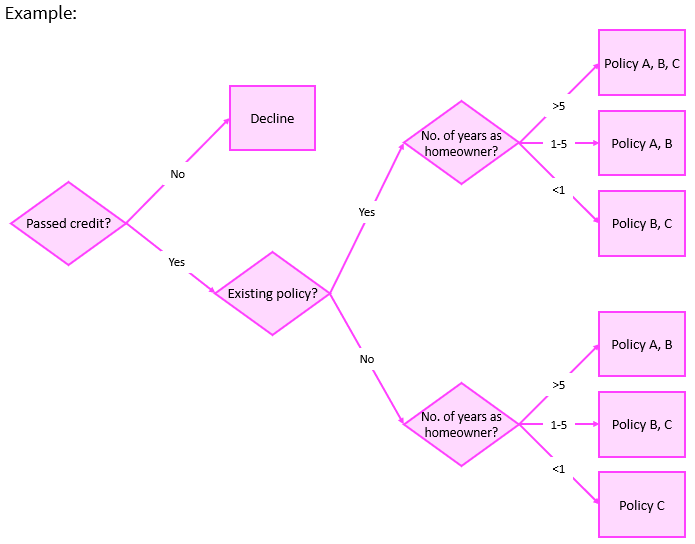 Example:
Passed credit?
No
Decline
Yes
Existing policy?
Yes
No. of years as
homeowner?
>5
Policy A, B, C
1-5
Policy A, B
<1
Policy B, C
No
No. of years as
homeowner?
>5
Policy A, B
1-5
Policy B, C
<1
Policy C